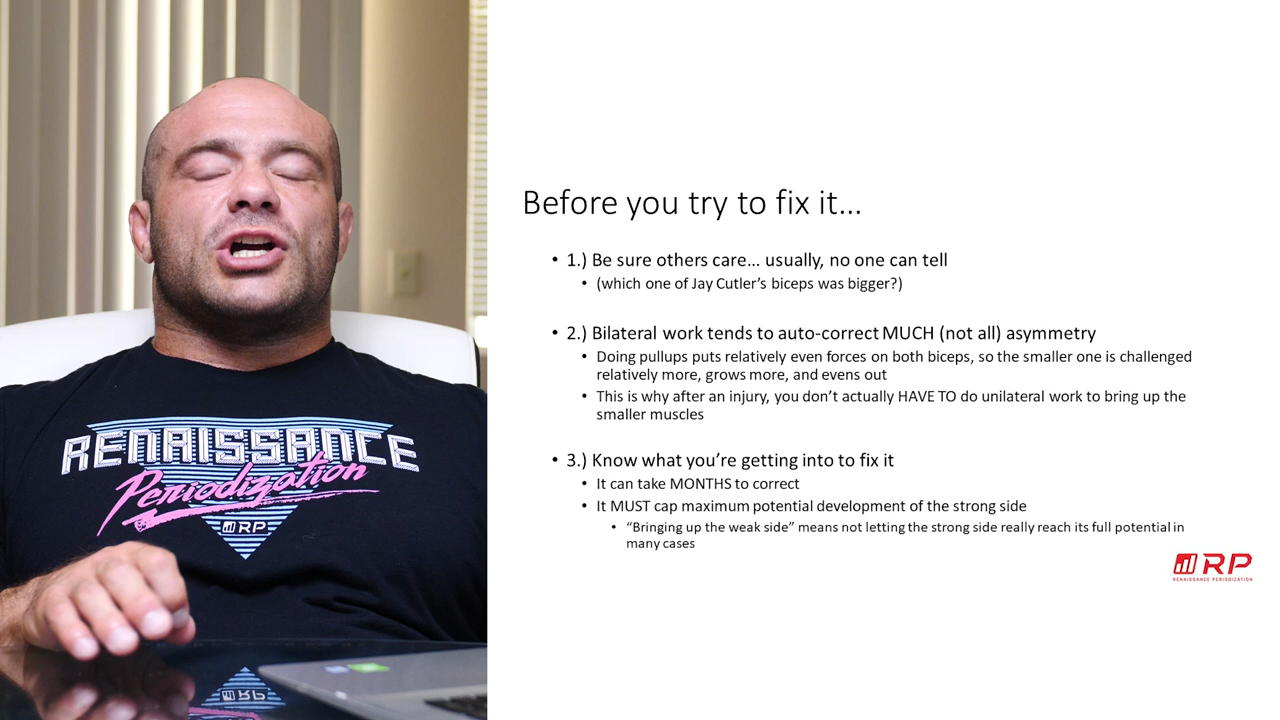 RENAISSANCE
Periodization
RP
RP
Before you try to fix it…
• 1.) Be sure others care… usually, no one can tell
• (which one of Jay Cutler’s biceps was bigger?)
• 2.) Bilateral work tends to auto-correct MUCH (not all) asymmetry
• Doing pullups puts relatively even forces on both biceps, so the smaller one is challenged
relatively more, grows more, and evens out
• This is why after an injury, you don’t actually HAVE TO do unilateral work to bring up the
smaller muscles
• 3.) Know what you’re getting into to fix it
• It can take MONTHS to correct
• It MUST cap maximum potential development of the strong side
• “Bringing up the weak side” means not letting the strong side really reach its full potential in
many cases
RP
RENAISSANCE PERIODIZATION